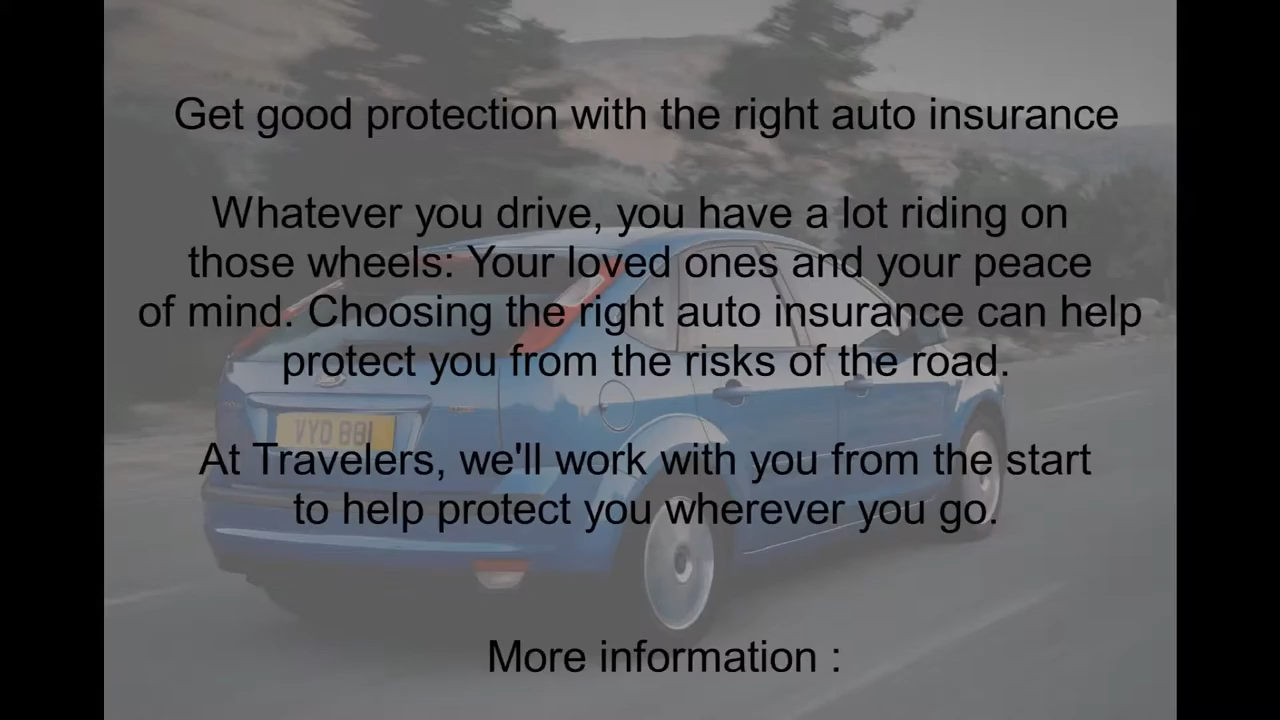 Get good protection with the right auto insurance
Whatever you drive, you have a lot riding on
those wheels: Your loved ones and your peace
of mind. Choosing the right auto insurance can help
protect you from the risks of the road.
VYD 881
At Travelers, we'll work with you from the start
to help protect you wherever you go.
More information :